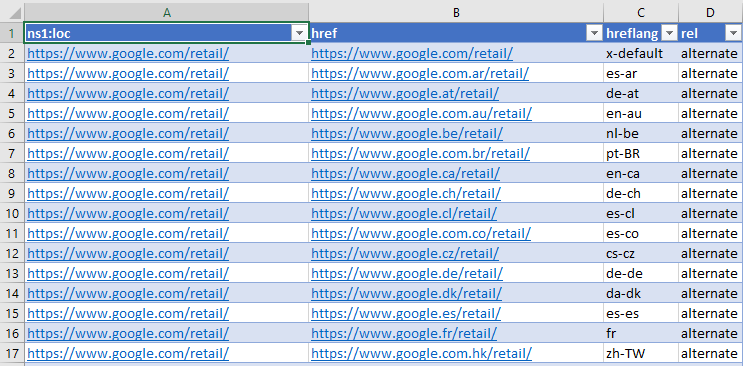 A B C D
1 ns1:loc href hreflang rel
2 https://www.google.com/retail/ https://www.google.com/retail/ x-default alternate
3 https://www.google.com/retail/ https://www.google.com.ar/retail/ es-ar alternate
4 https://www.google.com/retail/ https://www.google.at/retail/ de-at alternate
5 https://www.google.com/retail/ https://www.google.com.au/retail/ en-au alternate
6 https://www.google.com/retail/ https://www.google.be/retail/ nl-be alternate
7 https://www.google.com/retail/ https://www.google.com.br/retail/ pt-BR alternate
8 https://www.google.com/retail/ https://www.google.ca/retail/ en-ca alternate
9 https://www.google.com/retail/ https://www.google.ch/retail/ de-ch alternate
10 https://www.google.com/retail/ https://www.google.cl/retail/ es-cl alternate
11 https://www.google.com/retail/ https://www.google.com.co/retail/ es-co alternate
12 https://www.google.com/retail/ https://www.google.cz/retail/ cs-cz alternate
13 https://www.google.com/retail/ https://www.google.de/retail/ de-de alternate
14 https://www.google.com/retail/ https://www.google.dk/retail/ da-dk alternate
15 https://www.google.com/retail/ https://www.google.es/retail/ es-es alternate
16 https://www.google.com/retail/ https://www.google.fr/retail/ fr alternate
17 https://www.google.com/retail/ https://www.google.com.hk/retail/ zh-TW alternate